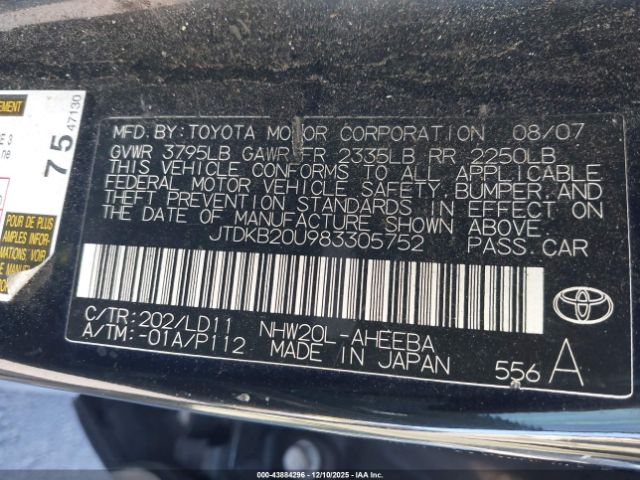 MFD.BY:TOYOTA MOTOR CORPORATION 08/07
GVWR 3795LB GAWR FR 2335LB RR 2250LB
THIS VEHICLE CONFORMS TO ALL APPLICABLE
FEDERAL MOTOR VEHICLE SAFETY, BUMPER, AND
THEFT PREVENTION STANDARDS IN EFFECT ON
THE DATE OF MANUFACTURE SHOWN ABOVE.
JTDKB20U983305752 PASS.CAR
C/TR:202/LD11 NHW20L-AHEEBA
A/TM:-01A/P112 MADE IN JAPAN
556 A
75
47130
POUR DE PLUS
AMPLES INFOR-
000-43884296 - 12/10/2025 - IAAI.COM